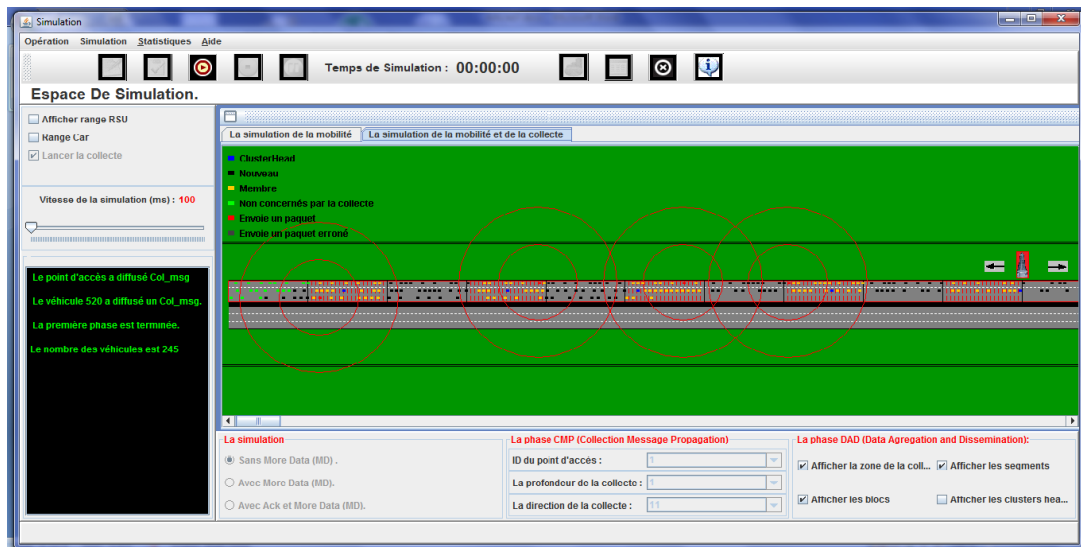 Simulation
Opération Simulation Statistiques Aide
Temps de Simulation : 00:00:00
Espace De Simulation.
Afficher range RSU
Range Car
Lancer la collecte
Vitesse de la simulation (ms) : 100
Le point d'accès a diffusé Col_msg
Le véhicule 520 a diffusé un Col_msg.
La première phase est terminée.
Le nombre des véhicules est 245
La simulation de la mobilité La simulation de la mobilité et de la collecte
ClusterHead
Nouveau
Membre
Non concernés par la collecte
Envoie un paquet
Envoie un paquet erroné
La simulation
Sans More Data (MD) .
Avec More Data (MD).
Avec Ack et More Data (MD).
La phase CMP (Collection Message Propagation)
ID du point d'accés : 1
La profondeur de la collecte : 1
La direction de la collecte : 11
La phase DAD (Data Agregation and Dissemination):
Afficher la zone de la coll... Afficher les segments
Afficher les blocs Afficher les clusters hea...